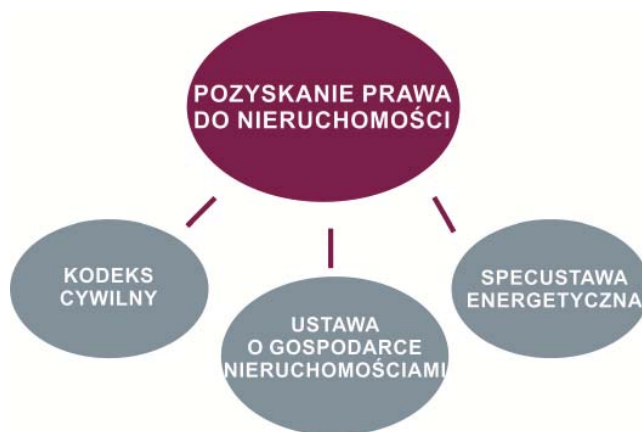 POZYSKANIE PRAWA
DO NIERUCHOMOŚCI
KODEKS
CYWILNY
USTAWA
O GOSPODARCE
NIERUCHOMOŚCIAMI
SPECUSTAWA
ENERGETYCZNA